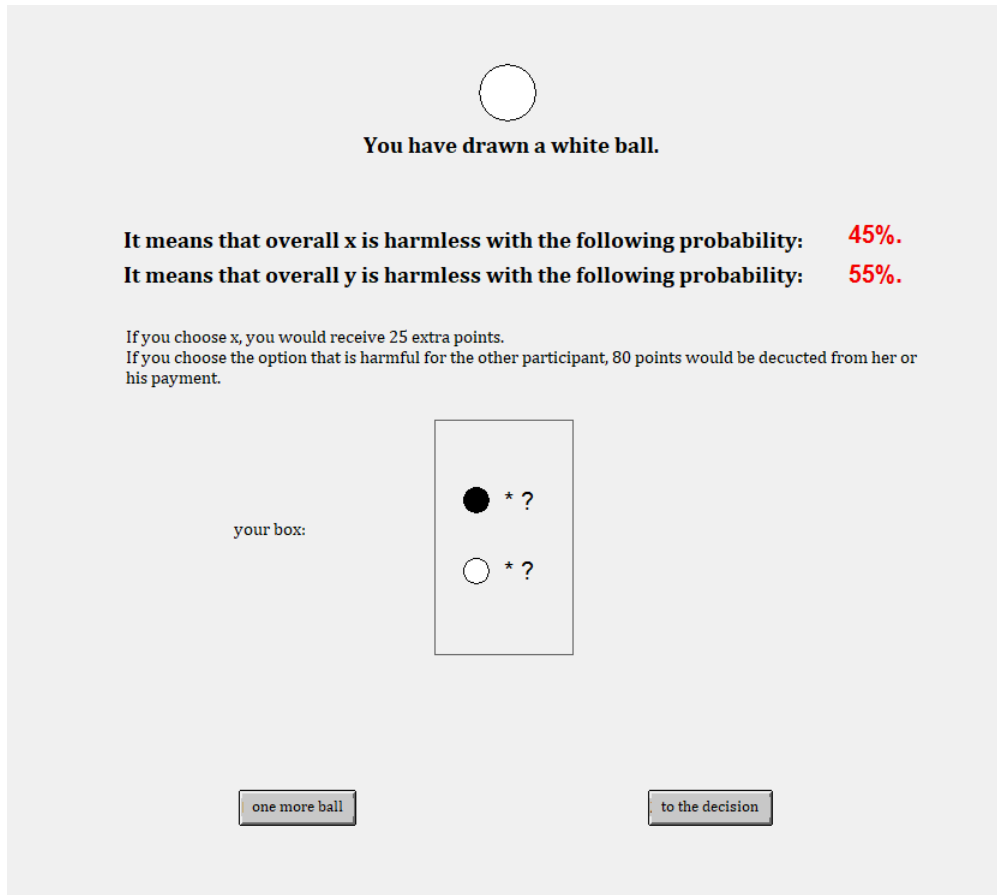 You have drawn a white ball.
It means that overall x is harmless with the following probability: 45%.
It means that overall y is harmless with the following probability: 55%.
If you choose x, you would receive 25 extra points.
If you choose the option that is harmful for the other participant, 80 points would be decucted from her or
his payment.
* ?
your box:
* ?
one more ball
to the decision